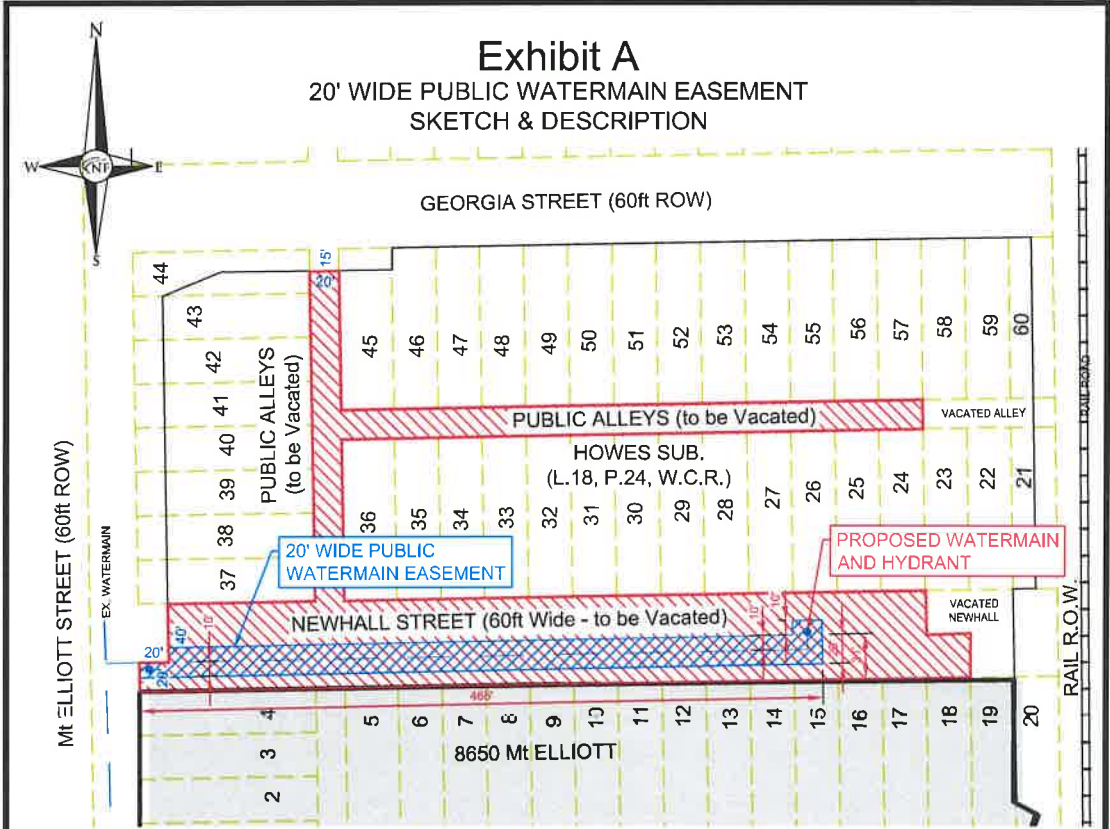 N
W
KNF
E
S
Exhibit A
20' WIDE PUBLIC WATERMAIN EASEMENT
SKETCH & DESCRIPTION
GEORGIA STREET (60ft ROW)
15'
20'
44
43
42
41
40
39
38
37
PUBLIC ALLEYS
(to be Vacated)
45
46
47
48
49
50
51
52
53
54
55
56
57
58
59
60
PUBLIC ALLEYS (to be Vacated)
VACATED ALLEY
HOWES SUB.
(L.18, P.24, W.C.R.)
36
35
34
33
32
31
30
29
28
27
26
25
24
23
22
21
RAILROAD
RAIL R.O.W.
Mt ELLIOTT STREET (60ft ROW)
EX. WATERMAIN
20' WIDE PUBLIC
WATERMAIN EASEMENT
PROPOSED WATERMAIN
AND HYDRANT
NEWHALL STREET (60ft Wide - to be Vacated)
VACATED
NEWHALL
20'
40'
10'
10'
10'
466'
4
3
2
5
6
7
8
9
10
11
12
13
14
15
16
17
18
19
20
8650 Mt ELLIOTT